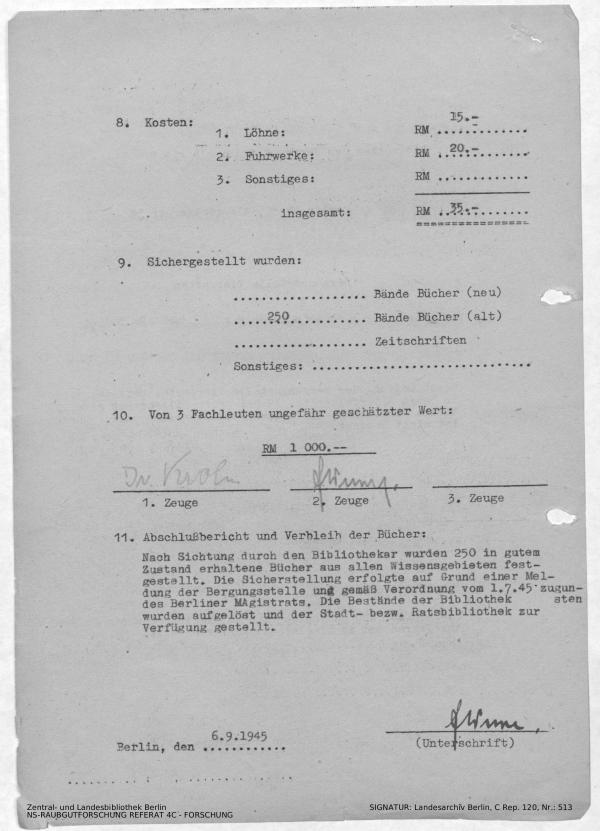 8. Kosten:
1. Löhne: RM ..15.-..........
2. Fuhrwerke: RM ..20.-..........
3. Sonstiges: RM .............
insgesamt: RM ..35.-..........
9. Sichergestellt wurden:
.................. Bände Bücher (neu)
.....250.......... Bände Bücher (alt)
.................. Zeitschriften
Sonstiges: .............................
10. Von 3 Fachleuten ungefähr geschätzter Wert:
RM 1 000.--
Dr. Krohn
1. Zeuge 2. Zeuge 3. Zeuge
11. Abschlußbericht und Verbleib der Bücher:
Nach Sichtung durch den Bibliothekar wurden 250 in gutem
Zustand erhaltene Bücher aus allen Wissensgebieten fest-
gestellt. Die Sicherstellung erfolgte auf Grund einer Mel-
dung der Bergungsstelle und gemäß Verordnung vom 1.7.45 zugun-
des Berliner MAgistrats. Die Bestände der Bibliothek sten
wurden aufgelöst und der Stadt- bezw. Ratsbibliothek zur
Verfügung gestellt.
Berlin, den 6.9.1945
(Unterschrift)
Zentral- und Landesbibliothek Berlin
NS-RAUBGUTFORSCHUNG REFERAT 4C - FORSCHUNG
SIGNATUR: Landesarchiv Berlin, C Rep. 120, Nr.: 513